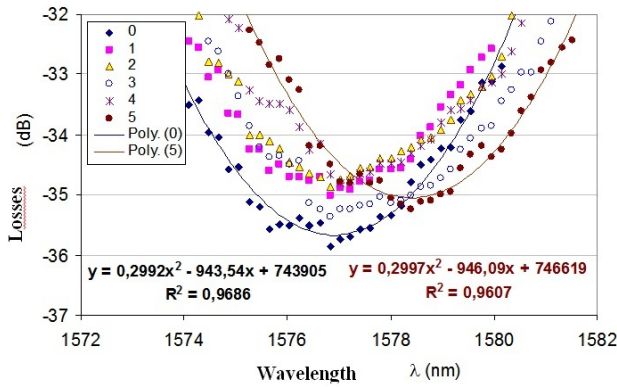 -32
-33
-34
-35
-36
-37
(dB)
Losses
0
1
2
3
4
5
Poly. (0)
Poly. (5)
y = 0,2992x² - 943,54x + 743905
R² = 0,9686
y = 0,2997x² - 946,09x + 746619
R² = 0,9607
1572 1574 1576 1578 1580 1582
Wavelength λ (nm)